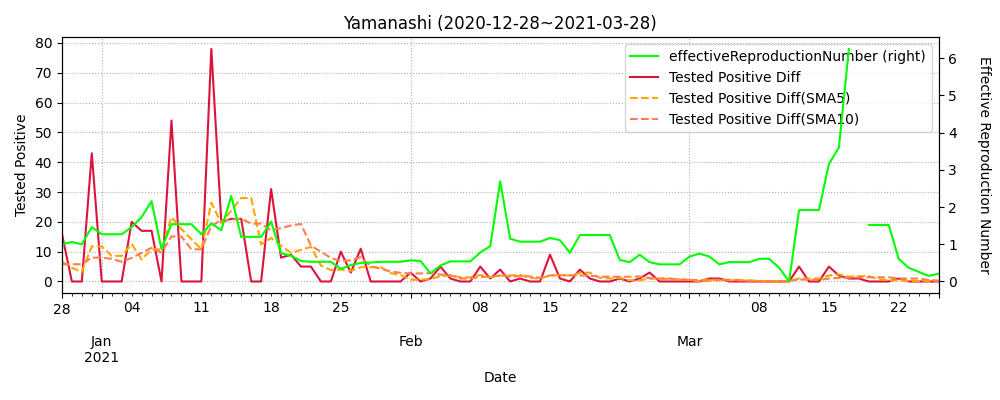 Yamanashi (2020-12-28~2021-03-28)
80
70
60
50
40
30
20
10
0
Tested Positive
effectiveReproductionNumber (right)
Tested Positive Diff
Tested Positive Diff(SMA5)
Tested Positive Diff(SMA10)
6
5
4
3
2
1
0
Effective Reproduction Number
28 04 11 18 25 08 15 22 08 15 22
Jan Feb Mar
2021
Date